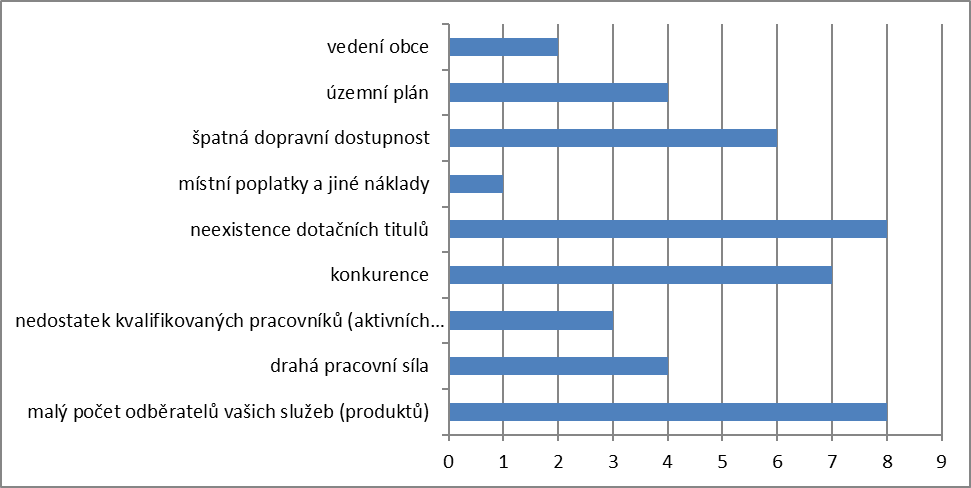 vedení obce
územní plán
špatná dopravní dostupnost
místní poplatky a jiné náklady
neexistence dotačních titulů
konkurence
nedostatek kvalifikovaných pracovníků (aktivních...
drahá pracovní síla
malý počet odběratelů vašich služeb (produktů)
0 1 2 3 4 5 6 7 8 9